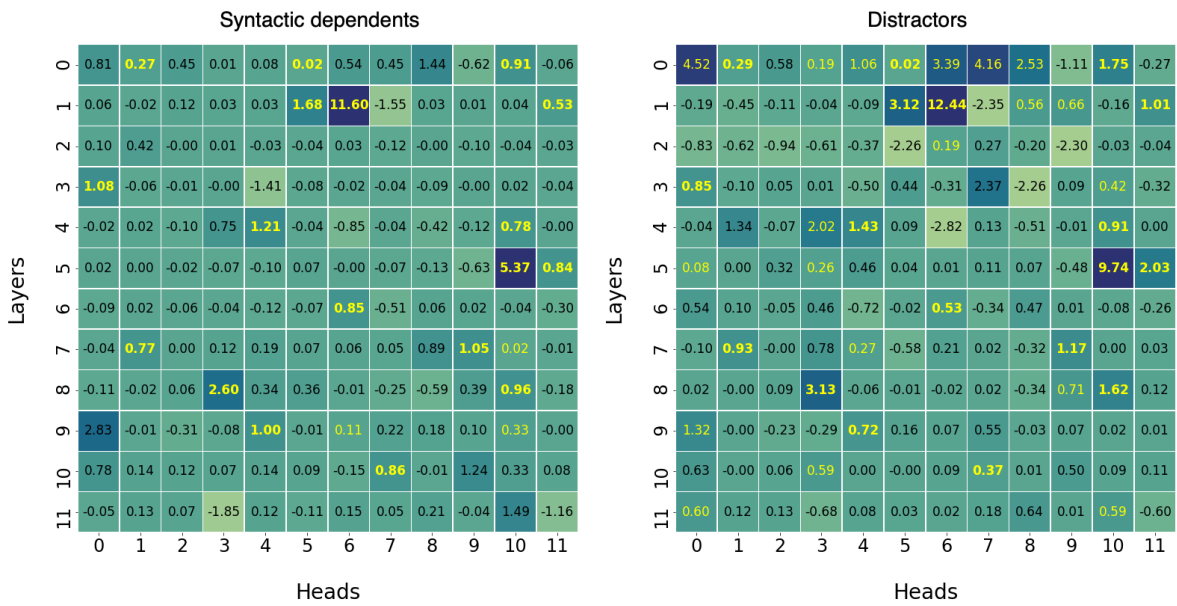 Syntactic dependents
0 0.81 0.27 0.45 0.01 0.08 0.02 0.54 0.45 1.44 -0.62 0.91 -0.06
1 0.06 -0.02 0.12 0.03 0.03 1.68 11.60 -1.55 0.03 0.01 0.04 0.53
2 0.10 0.42 -0.00 0.01 -0.03 -0.04 0.03 -0.12 -0.00 -0.10 -0.04 -0.03
3 1.08 -0.06 -0.01 -0.00 -1.41 -0.08 -0.02 -0.04 -0.09 -0.00 0.02 -0.04
4 -0.02 0.02 -0.10 0.75 1.21 -0.04 -0.85 -0.04 -0.42 -0.12 0.78 -0.00
5 0.02 0.00 -0.02 -0.07 -0.10 0.07 -0.00 -0.07 -0.13 -0.63 5.37 0.84
6 -0.09 0.02 -0.06 -0.04 -0.12 -0.07 0.85 -0.51 0.06 0.02 -0.04 -0.30
7 -0.04 0.77 0.00 0.12 0.19 0.07 0.06 0.05 0.89 1.05 0.02 -0.01
8 -0.11 -0.02 0.06 2.60 0.34 0.36 -0.01 -0.25 -0.59 0.39 0.96 -0.18
9 2.83 -0.01 -0.31 -0.08 1.00 -0.01 0.11 0.22 0.18 0.10 0.33 -0.00
10 0.78 0.14 0.12 0.07 0.14 0.09 -0.15 0.86 -0.01 1.24 0.33 0.08
11 -0.05 0.13 0.07 -1.85 0.12 -0.11 0.15 0.05 0.21 -0.04 1.49 -1.16
0 1 2 3 4 5 6 7 8 9 10 11
Layers
Heads
Distractors
0 4.52 0.29 0.58 0.19 1.06 0.02 3.39 4.16 2.53 -1.11 1.75 -0.27
1 -0.19 -0.45 -0.11 -0.04 -0.09 3.12 12.44 -2.35 0.56 0.66 -0.16 1.01
2 -0.83 -0.62 -0.94 -0.61 -0.37 -2.26 0.19 0.27 -0.20 -2.30 -0.03 -0.04
3 0.85 -0.10 0.05 0.01 -0.50 0.44 -0.31 2.37 -2.26 0.09 0.42 -0.32
4 -0.04 1.34 -0.07 2.02 1.43 0.09 -2.82 0.13 -0.51 -0.01 0.91 0.00
5 0.08 0.00 0.32 0.26 0.46 0.04 0.01 0.11 0.07 -0.48 9.74 2.03
6 0.54 0.10 -0.05 0.46 -0.72 -0.02 0.53 -0.34 0.47 0.01 -0.08 -0.26
7 -0.10 0.93 -0.00 0.78 0.27 -0.58 0.21 0.02 -0.32 1.17 0.00 0.03
8 0.02 -0.00 0.09 3.13 -0.06 -0.01 -0.02 0.02 -0.34 0.71 1.62 0.12
9 1.32 -0.00 -0.23 -0.29 0.72 0.16 0.07 0.55 -0.03 0.07 0.02 0.01
10 0.63 -0.00 0.06 0.59 0.00 -0.00 0.09 0.37 0.01 0.50 0.09 0.11
11 0.60 0.12 0.13 -0.68 0.08 0.03 0.02 0.18 0.64 0.01 0.59 -0.60
0 1 2 3 4 5 6 7 8 9 10 11
Layers
Heads